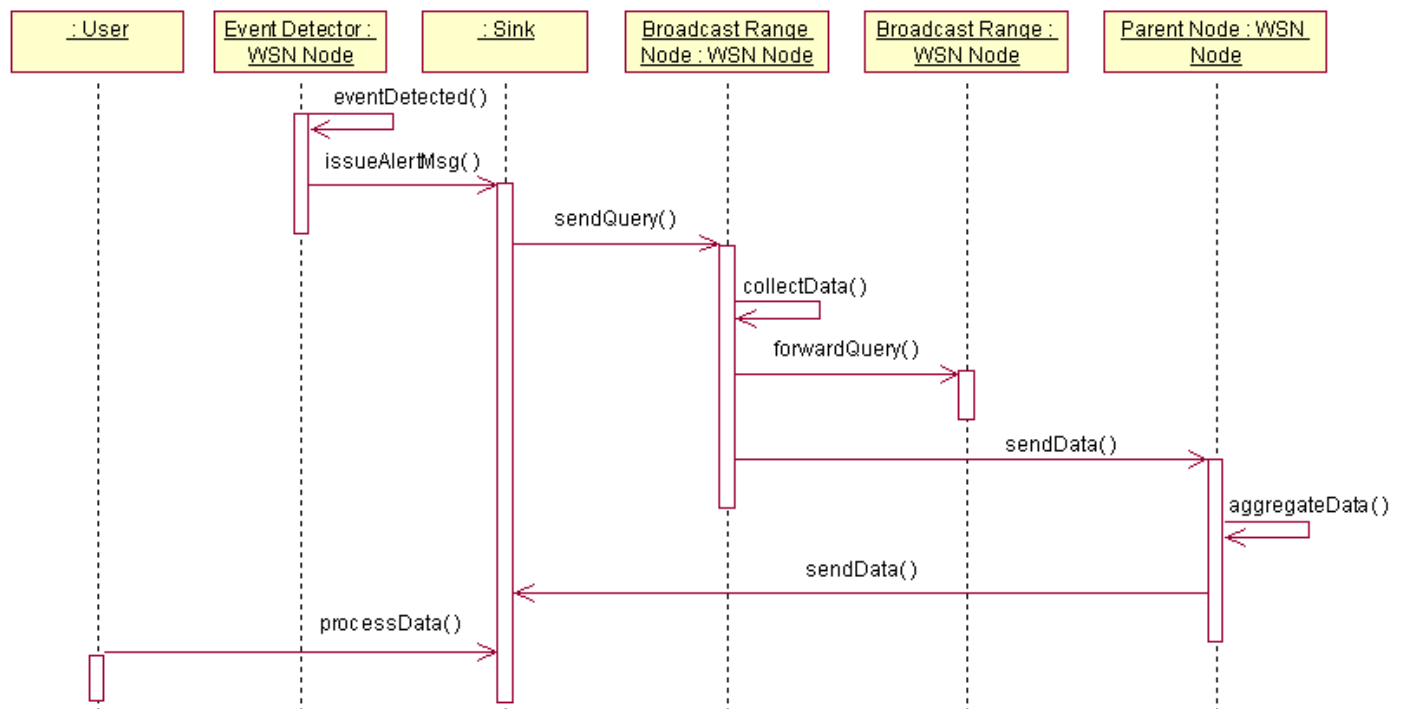 : User
Event Detector :
WSN Node
: Sink
Broadcast Range
Node : WSN Node
Broadcast Range :
WSN Node
Parent Node : WSN
Node
eventDetected( )
issueAlertMsg( )
sendQuery( )
collectData( )
forwardQuery( )
sendData( )
aggregateData( )
sendData( )
processData( )